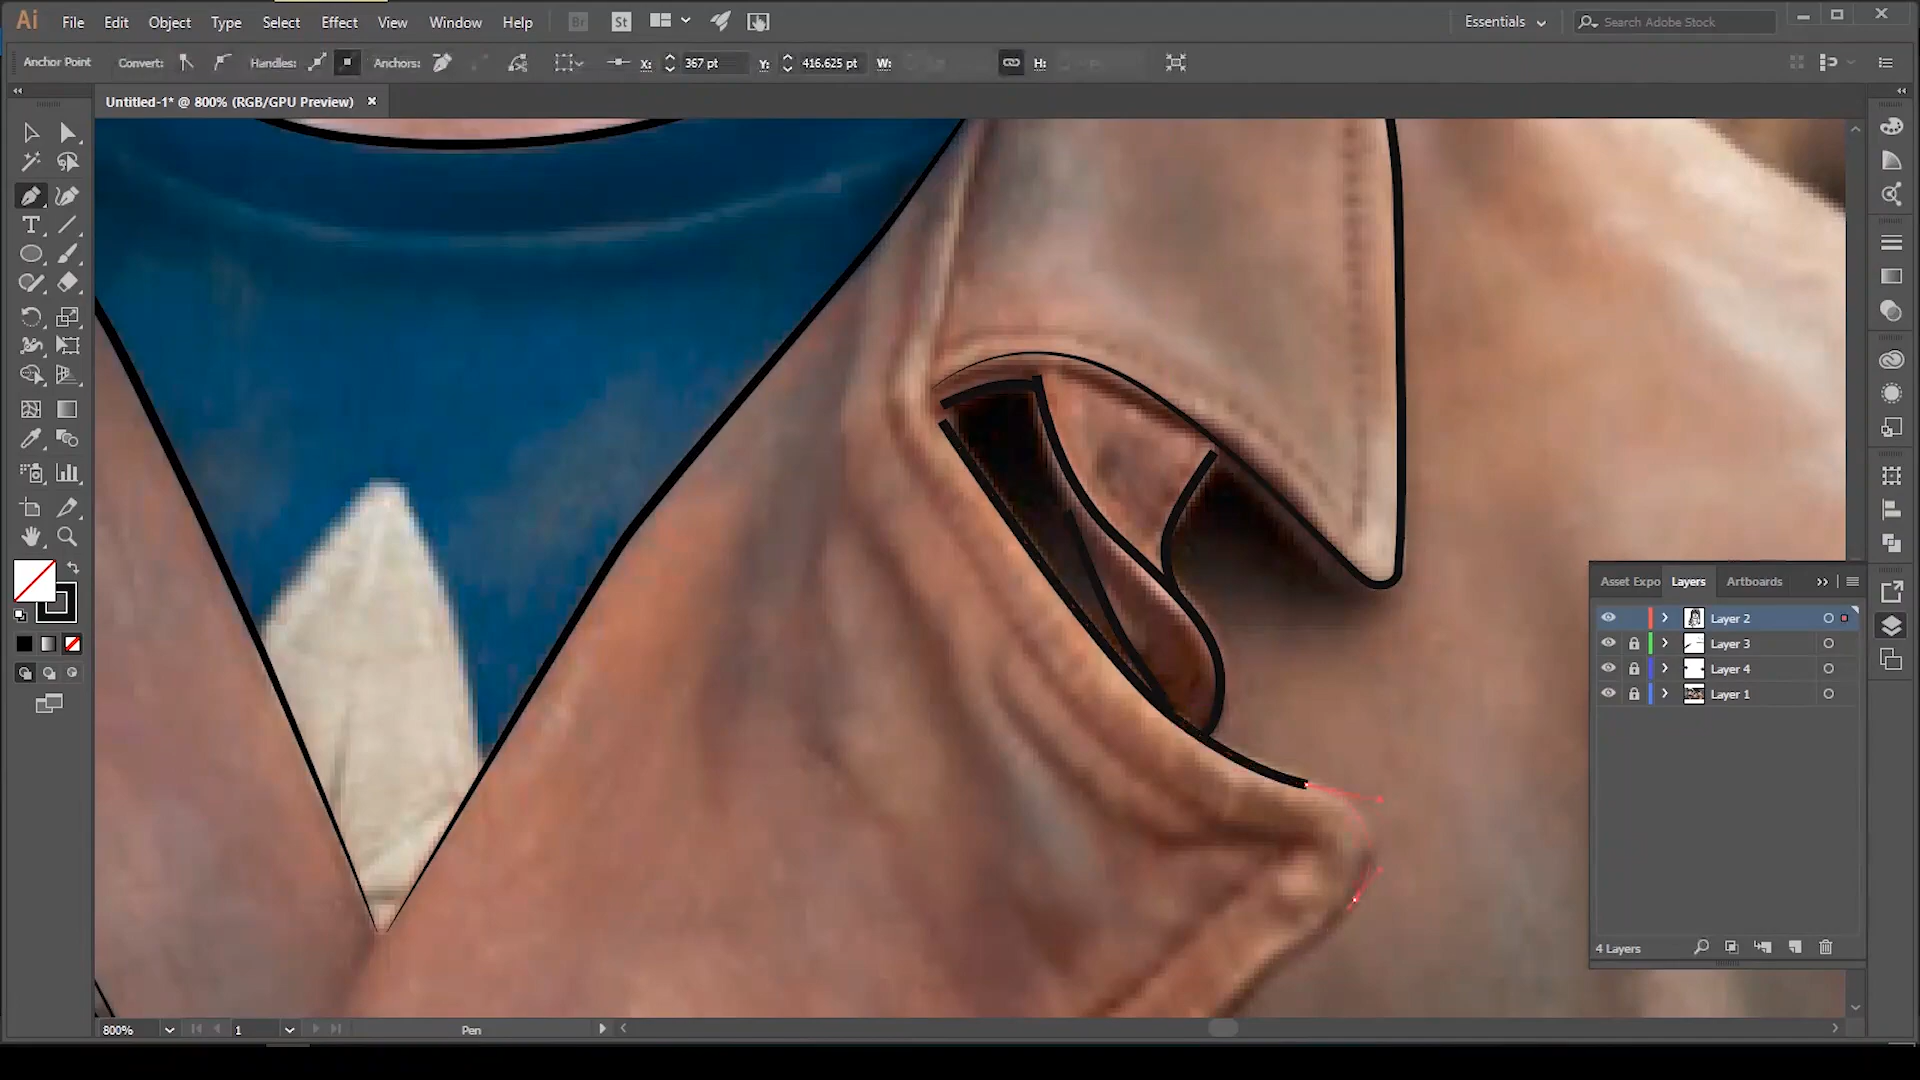 Ai File Edit Object Type Select Effect View Window Help Br St Essentials Search Adobe Stock
Anchor Point Convert: Handles: Anchors: X: 367 pt Y: 416.625 pt W: H:
Untitled-1* @ 800% (RGB/GPU Preview)
Asset Expo Layers Artboards
Layer 2
Layer 3
Layer 4
Layer 1
4 Layers
800% 1 Pen